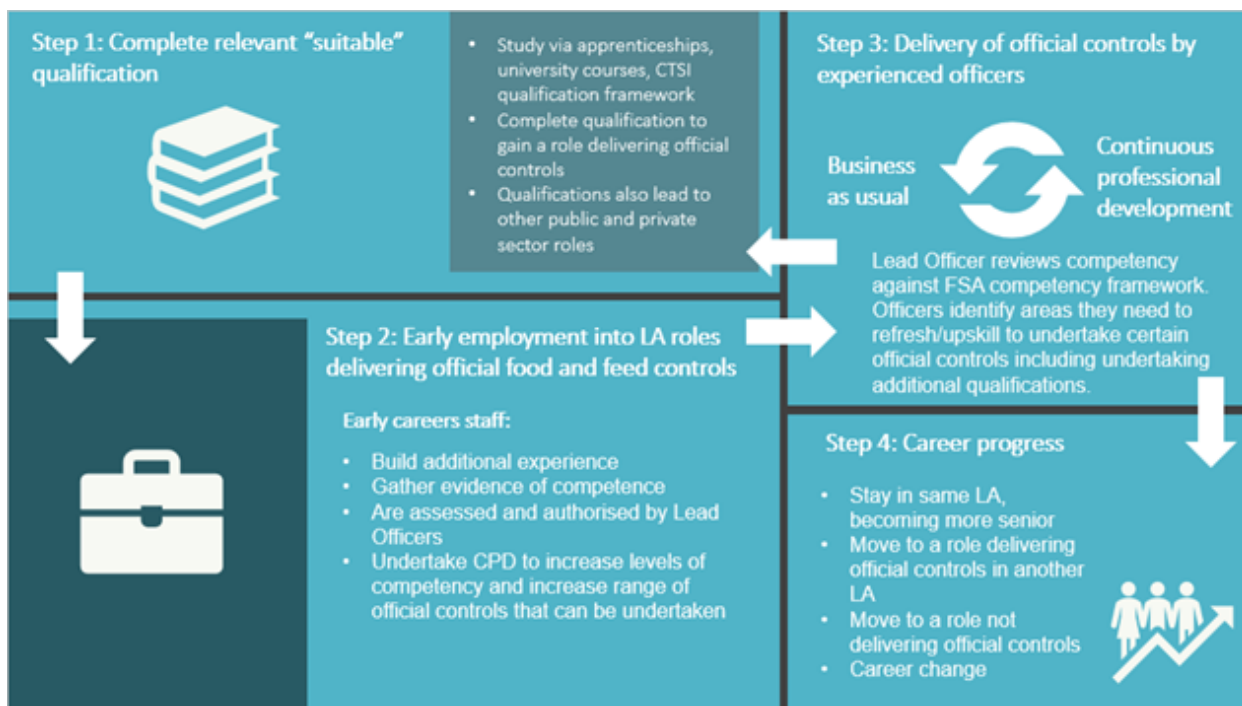 Step 1: Complete relevant “suitable”
qualification
• Study via apprenticeships,
university courses, CTSI
qualification framework
• Complete qualification to
gain a role delivering official
controls
• Qualifications also lead to
other public and private
sector roles
Step 2: Early employment into LA roles
delivering official food and feed controls
Early careers staff:
• Build additional experience
• Gather evidence of competence
• Are assessed and authorised by Lead
Officers
• Undertake CPD to increase levels of
competency and increase range of
official controls that can be undertaken
Step 3: Delivery of official controls by
experienced officers
Business
as usual
Continuous
professional
development
Lead Officer reviews competency
against FSA competency framework.
Officers identify areas they need to
refresh/upskill to undertake certain
official controls including undertaking
additional qualifications.
Step 4: Career progress
• Stay in same LA,
becoming more senior
• Move to a role delivering
official controls in another
LA
• Move to a role not
delivering official controls
• Career change